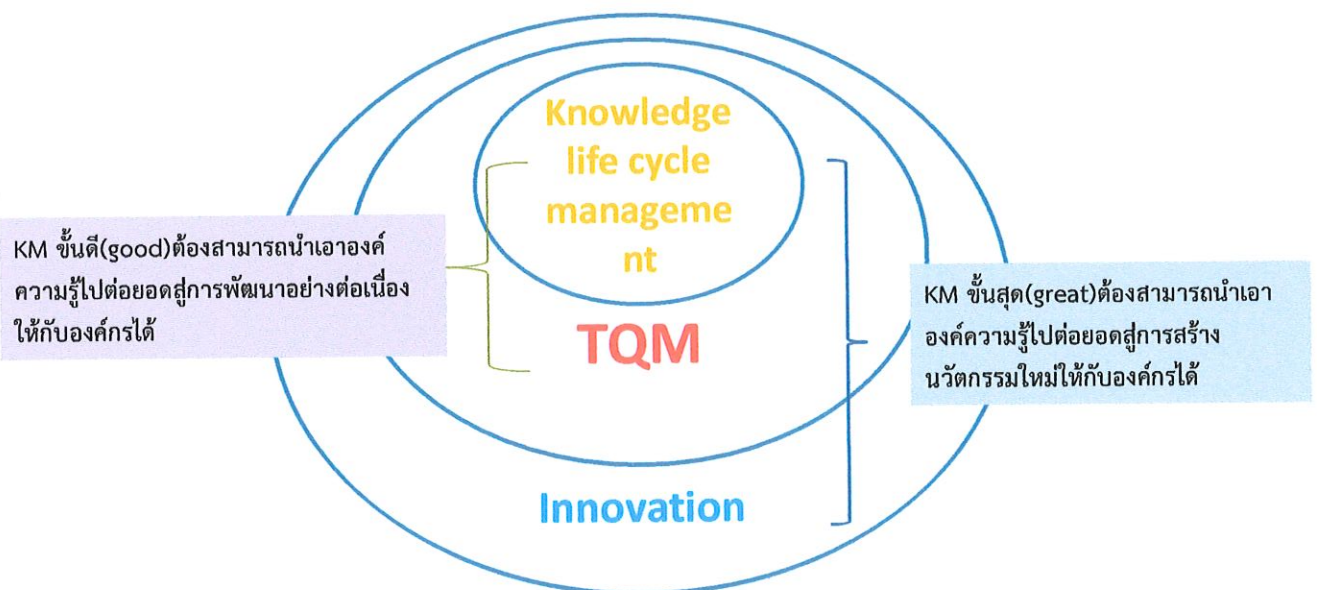 Knowledge
life cycle
manageme
nt
KM ขั้นดี(good)ต้องสามารถนำเอาองค์
ความรู้ไปต่อยอดสู่การพัฒนาอย่างต่อเนื่อง
ให้กับองค์กรได้
TQM
KM ขั้นสุด(great)ต้องสามารถนำเอา
องค์ความรู้ไปต่อยอดสู่การสร้าง
นวัตกรรมใหม่ให้กับองค์กรได้
Innovation